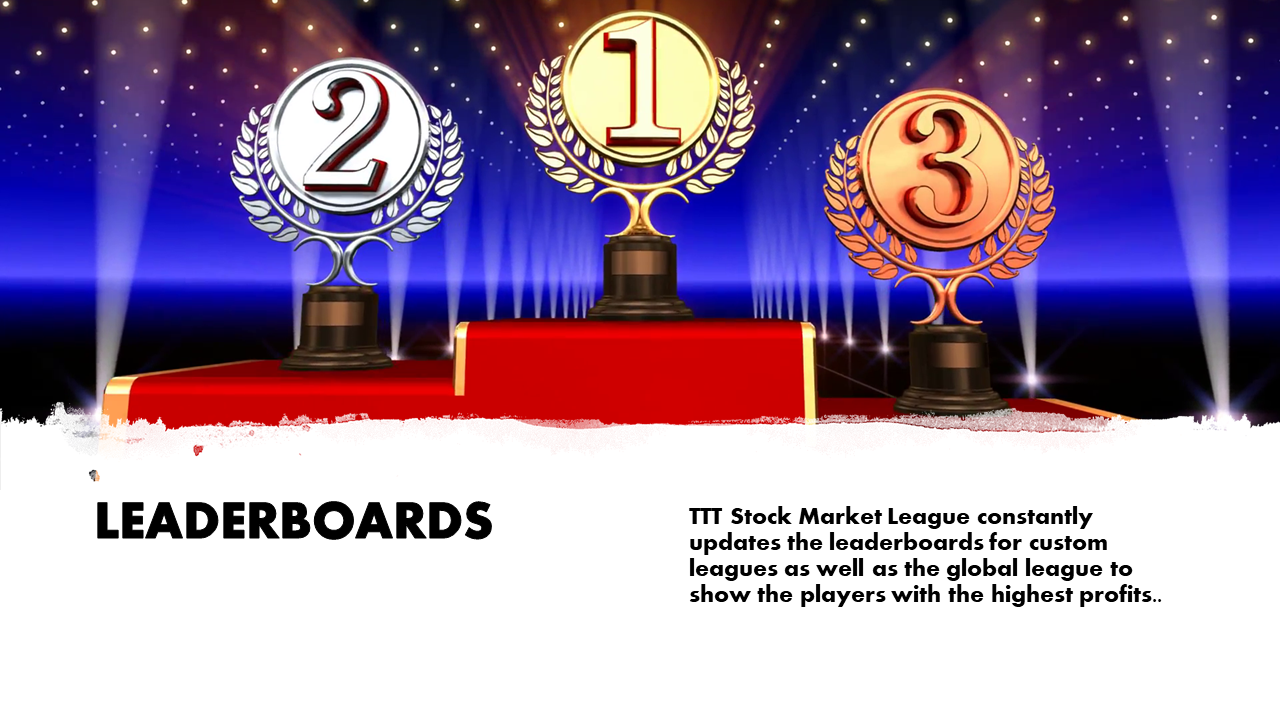 2
1
3
LEADERBOARDS
TTT Stock Market League constantly
updates the leaderboards for custom
leagues as well as the global league to
show the players with the highest profits..